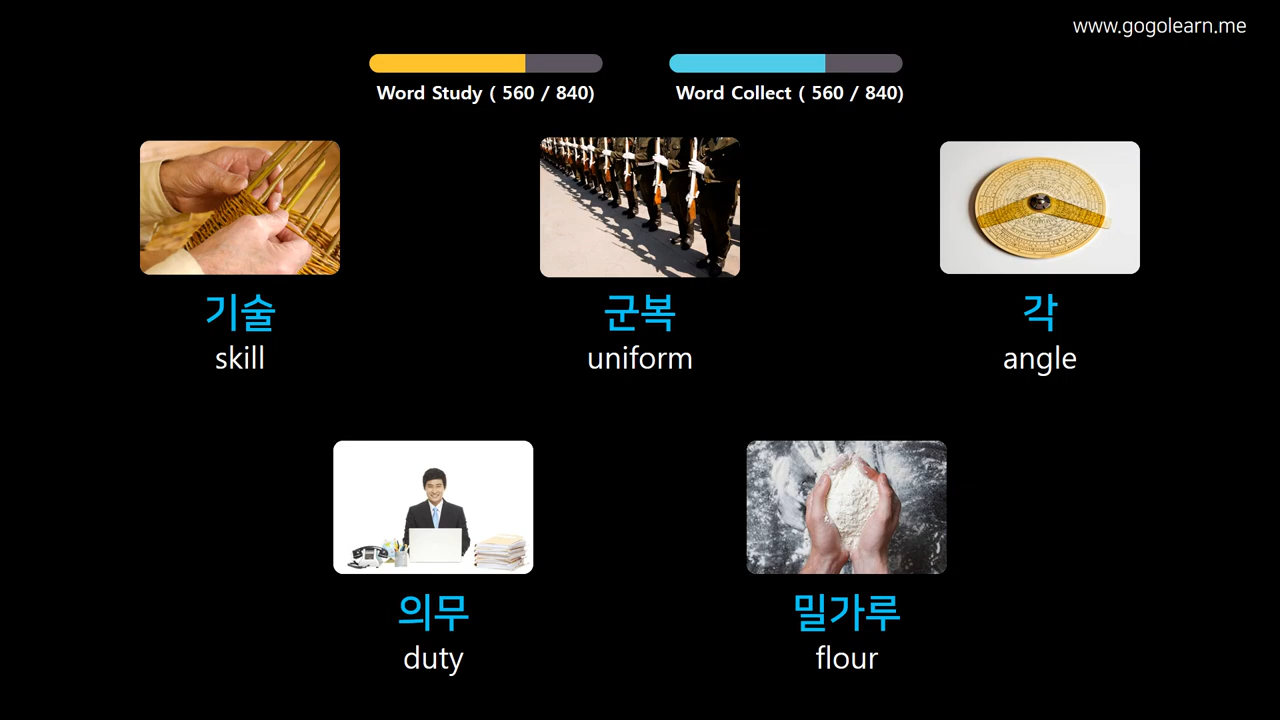 www.gogolearn.me
Word Study ( 560 / 840)
Word Collect ( 560 / 840)
기술
skill
군복
uniform
각
angle
의무
duty
밀가루
flour